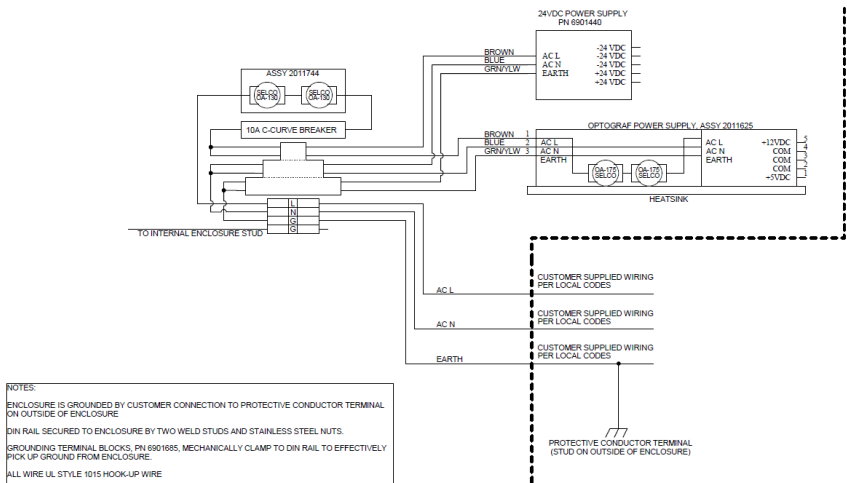 24VDC POWER SUPPLY
PN 6901440
BROWN
BLUE
GRN/YLW
AC L
AC N
EARTH
-24 VDC
-24 VDC
-24 VDC
+24 VDC
+24 VDC
ASSY 2011744
SELCO
OA-130
SELCO
OA-130
10A C-CURVE BREAKER
OPTOGRAF POWER SUPPLY, ASSY 2011625
BROWN 1
BLUE 2
GRN/YLW 3
AC L
AC N
EARTH
OA-175
SELCO
OA-175
SELCO
AC L
AC N
EARTH
+12VDC 5
COM 4
COM 3
COM 2
+5VDC 1
HEATSINK
L
N
G
G
TO INTERNAL ENCLOSURE STUD
AC L
CUSTOMER SUPPLIED WIRING
PER LOCAL CODES
AC N
CUSTOMER SUPPLIED WIRING
PER LOCAL CODES
EARTH
CUSTOMER SUPPLIED WIRING
PER LOCAL CODES
PROTECTIVE CONDUCTOR TERMINAL
(STUD ON OUTSIDE OF ENCLOSURE)
NOTES:
ENCLOSURE IS GROUNDED BY CUSTOMER CONNECTION TO PROTECTIVE CONDUCTOR TERMINAL
ON OUTSIDE OF ENCLOSURE
DIN RAIL SECURED TO ENCLOSURE BY TWO WELD STUDS AND STAINLESS STEEL NUTS.
GROUNDING TERMINAL BLOCKS, PN 6901685, MECHANICALLY CLAMP TO DIN RAIL TO EFFECTIVELY
PICK UP GROUND FROM ENCLOSURE.
ALL WIRE UL STYLE 1015 HOOK-UP WIRE